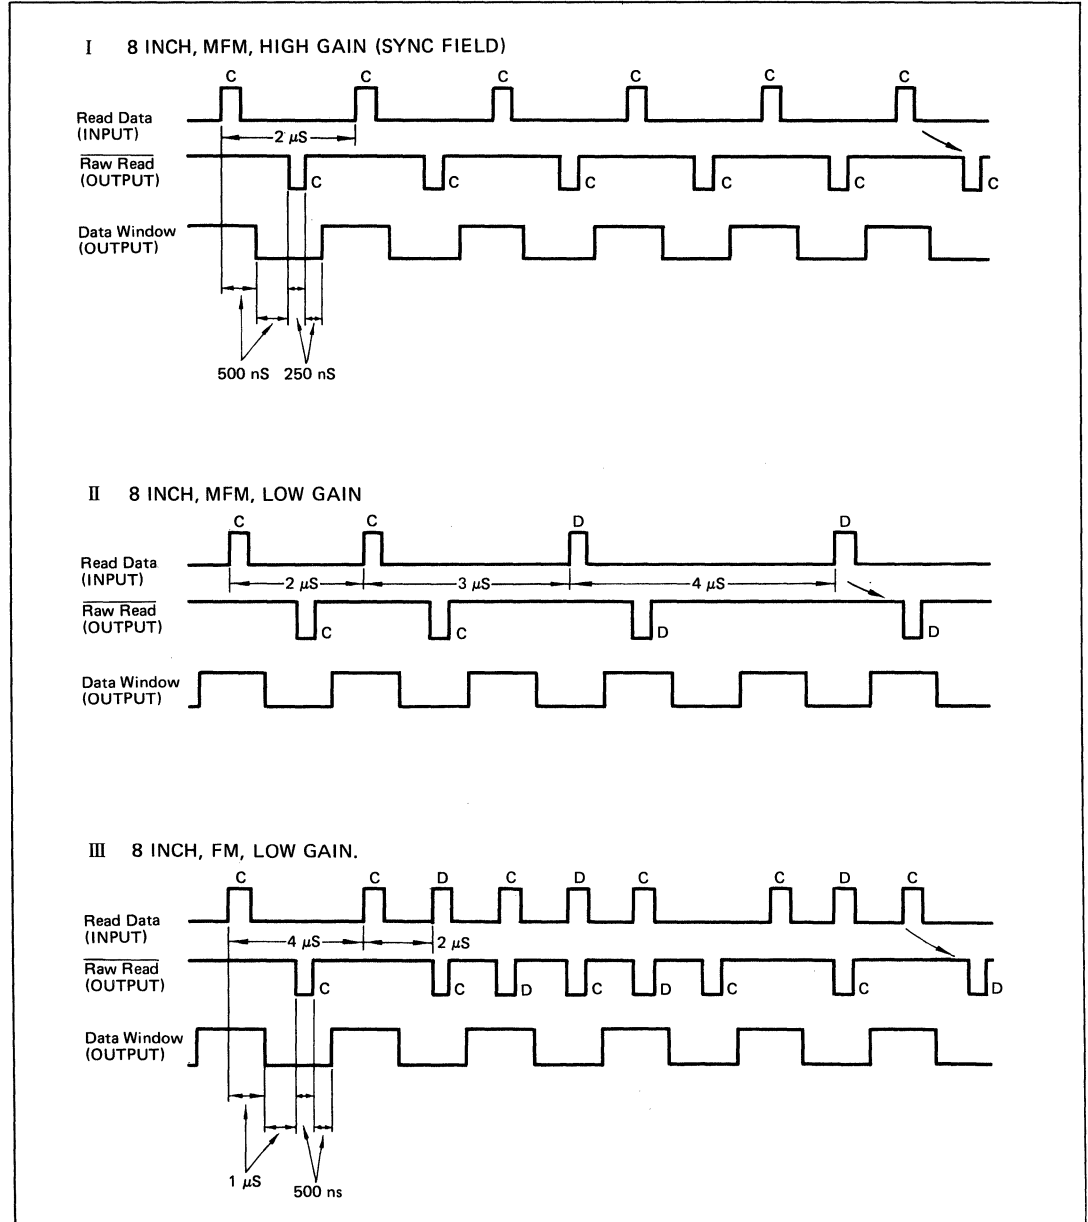 I 8 INCH, MFM, HIGH GAIN (SYNC FIELD)
C C C C C C
Read Data
(INPUT)
2 μS
Raw Read
(OUTPUT)
C C C C C C
Data Window
(OUTPUT)
500 nS 250 nS
II 8 INCH, MFM, LOW GAIN
C C D D
Read Data
(INPUT)
2 μS 3 μS 4 μS
Raw Read
(OUTPUT)
C C D D
Data Window
(OUTPUT)
III 8 INCH, FM, LOW GAIN.
C C D C D C C D C
Read Data
(INPUT)
4 μS 2 μS
Raw Read
(OUTPUT)
C C D C D C C D
Data Window
(OUTPUT)
1 μS
500 ns